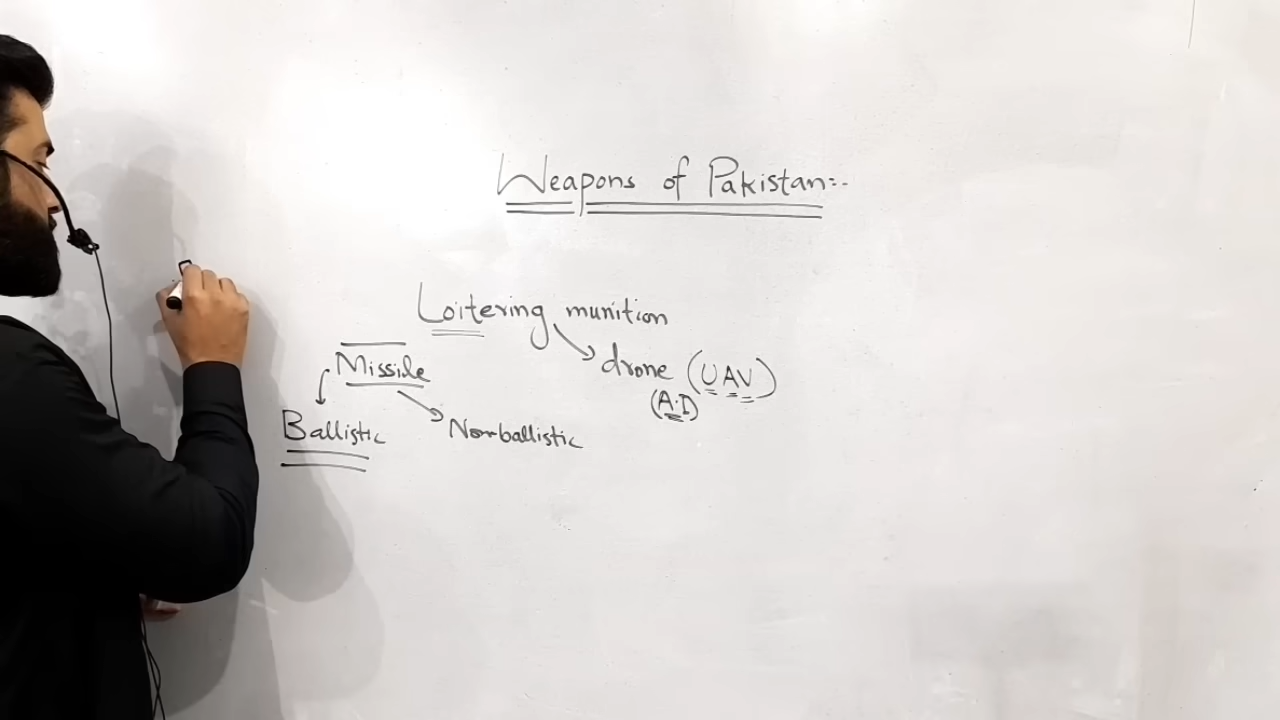 Weapons of Pakistan:-
Loitering munition
Missile
drone (UAV)
(A.I)
Ballistic
Nonballistic